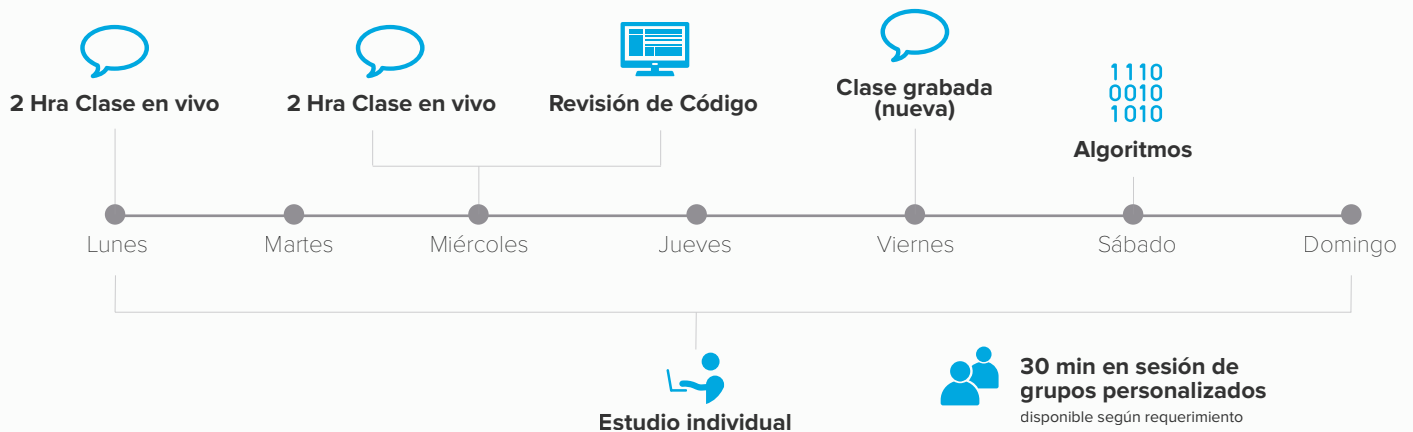 2 Hra Clase en vivo
2 Hra Clase en vivo
Revisión de Código
Clase grabada
(nueva)
1110
0010
1010
Algoritmos
Lunes
Martes
Miércoles
Jueves
Viernes
Sábado
Domingo
Estudio individual
30 min en sesión de
grupos personalizados
disponible según requerimiento